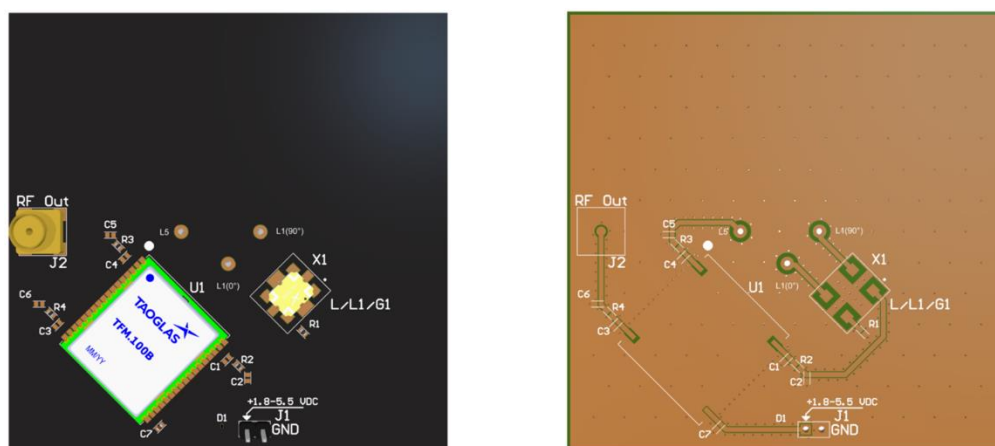 RF Out
J2
C5
R3
C4
L5
L1(90°)
L1(0°)
X1
L/L1/G1
R1
U1
TAOGLAS
TFM.100B
MM/YY
C6
R4
C3
C1
R2
C2
+1.8-5.5 VDC
D1
J1
GND
C7
RF Out
J2
C5
R3
C4
L5
L1(90°)
L1(0°)
X1
L/L1/G1
R1
U1
C6
R4
C3
C1
R2
C2
+1.8-5.5 VDC
D1
J1
GND
C7